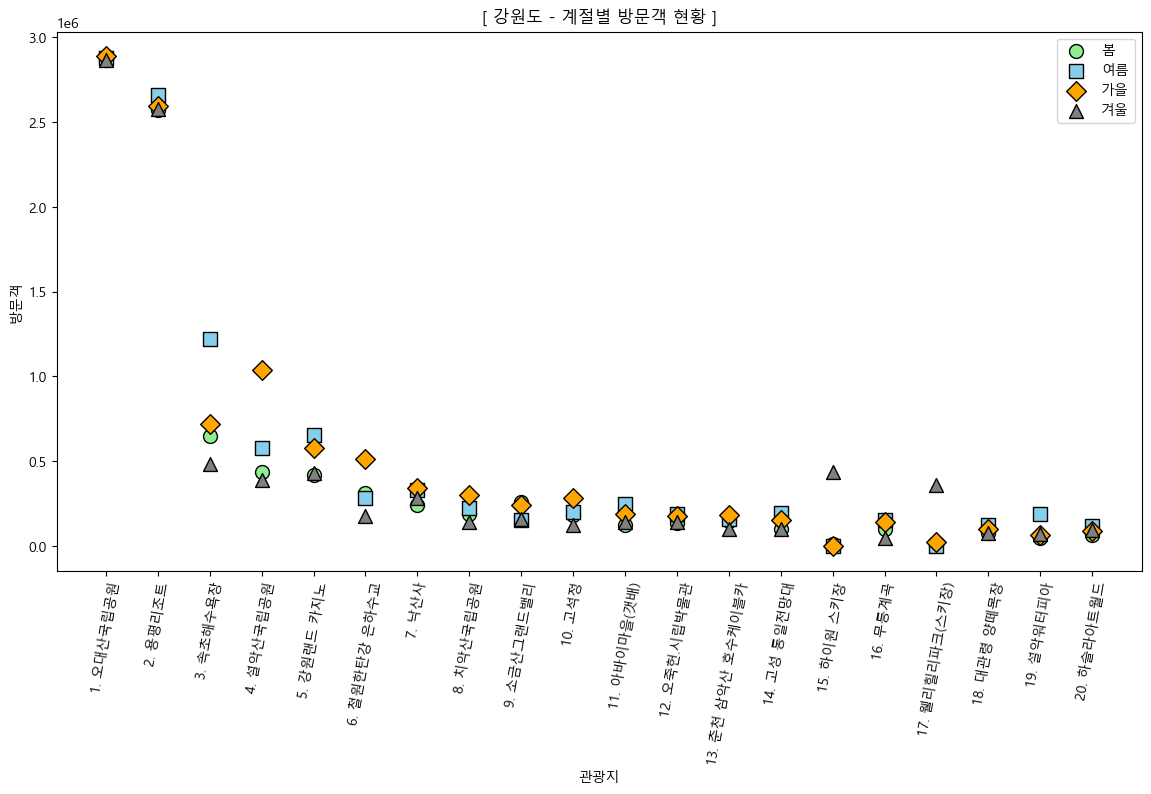 [ 강원도 - 계절별 방문객 현황 ]
1e6
3.0
2.5
2.0
1.5
1.0
0.5
0.0
방문객
봄
여름
가을
겨울
1. 오대산국립공원
2. 용평리조트
3. 속초해수욕장
4. 설악산국립공원
5. 강원랜드 카지노
6. 철원한탄강 은하수교
7. 낙산사
8. 치악산국립공원
9. 소금산그랜드밸리
10. 고석정
11. 아바이마을(갯배)
12. 오죽헌.시립박물관
13. 춘천 삼악산 호수케이블카
14. 고성 통일전망대
15. 하이원 스키장
16. 무릉계곡
17. 웰리힐리파크(스키장)
18. 대관령 양떼목장
19. 설악워터피아
20. 하슬라아트월드
관광지